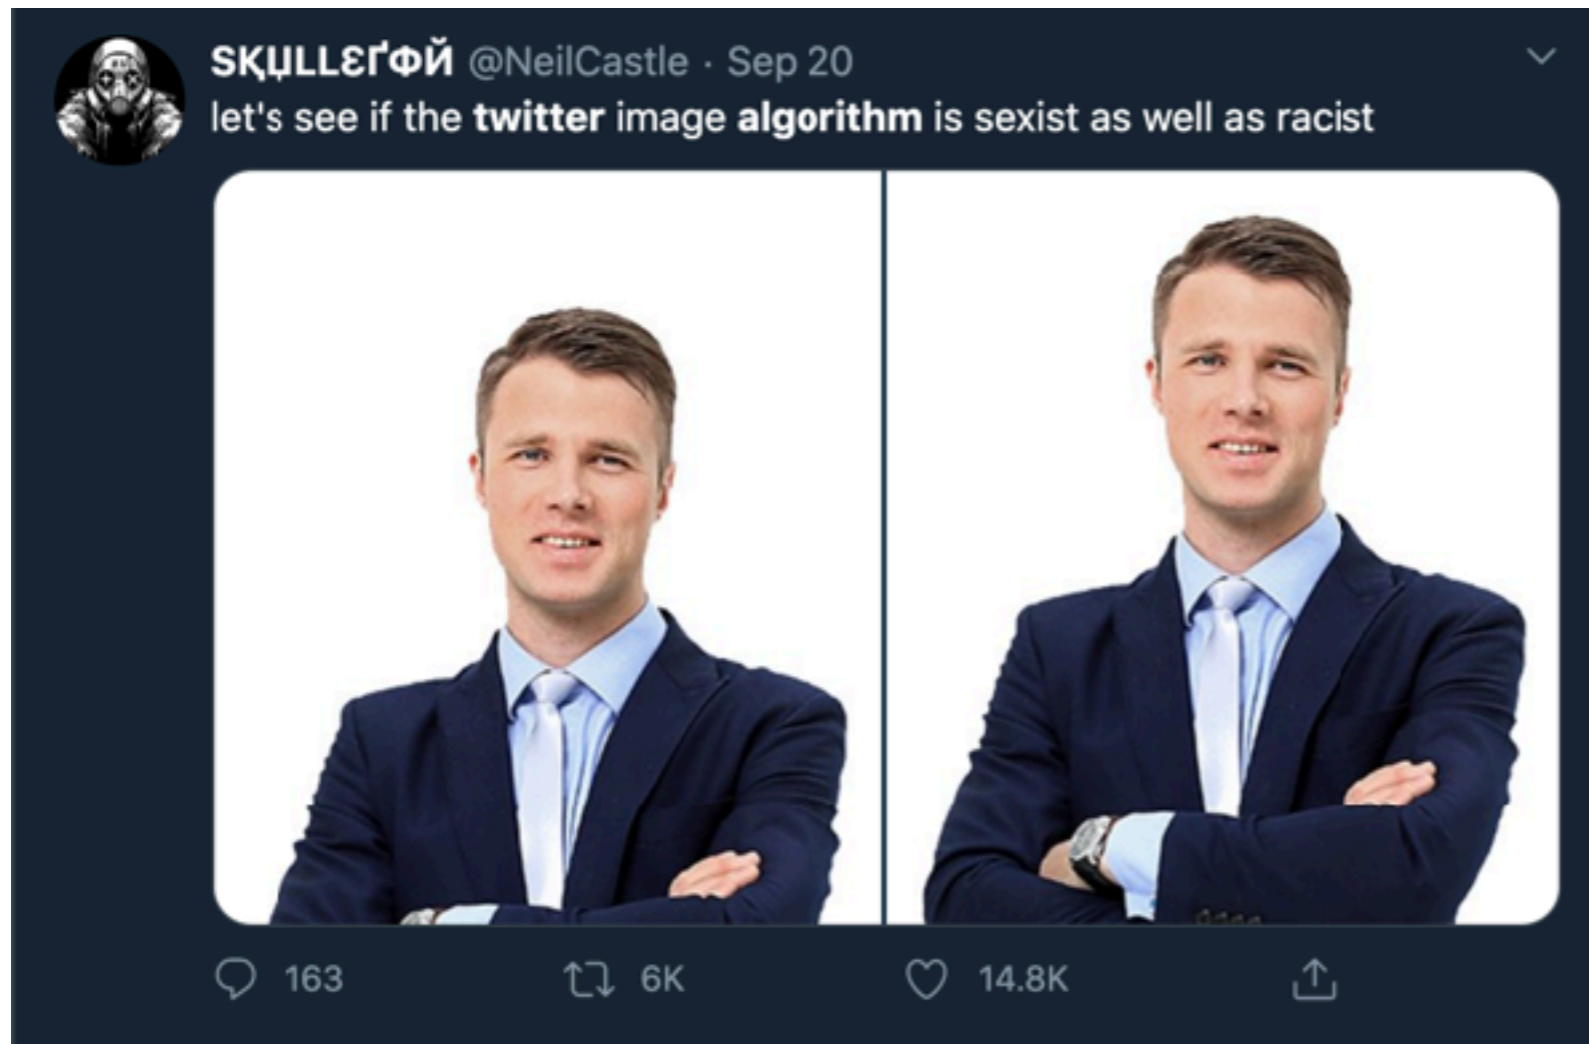 SҚЏLLƐҐФЙ @NeilCastle · Sep 20
let's see if the twitter image algorithm is sexist as well as racist
163 6K 14.8K